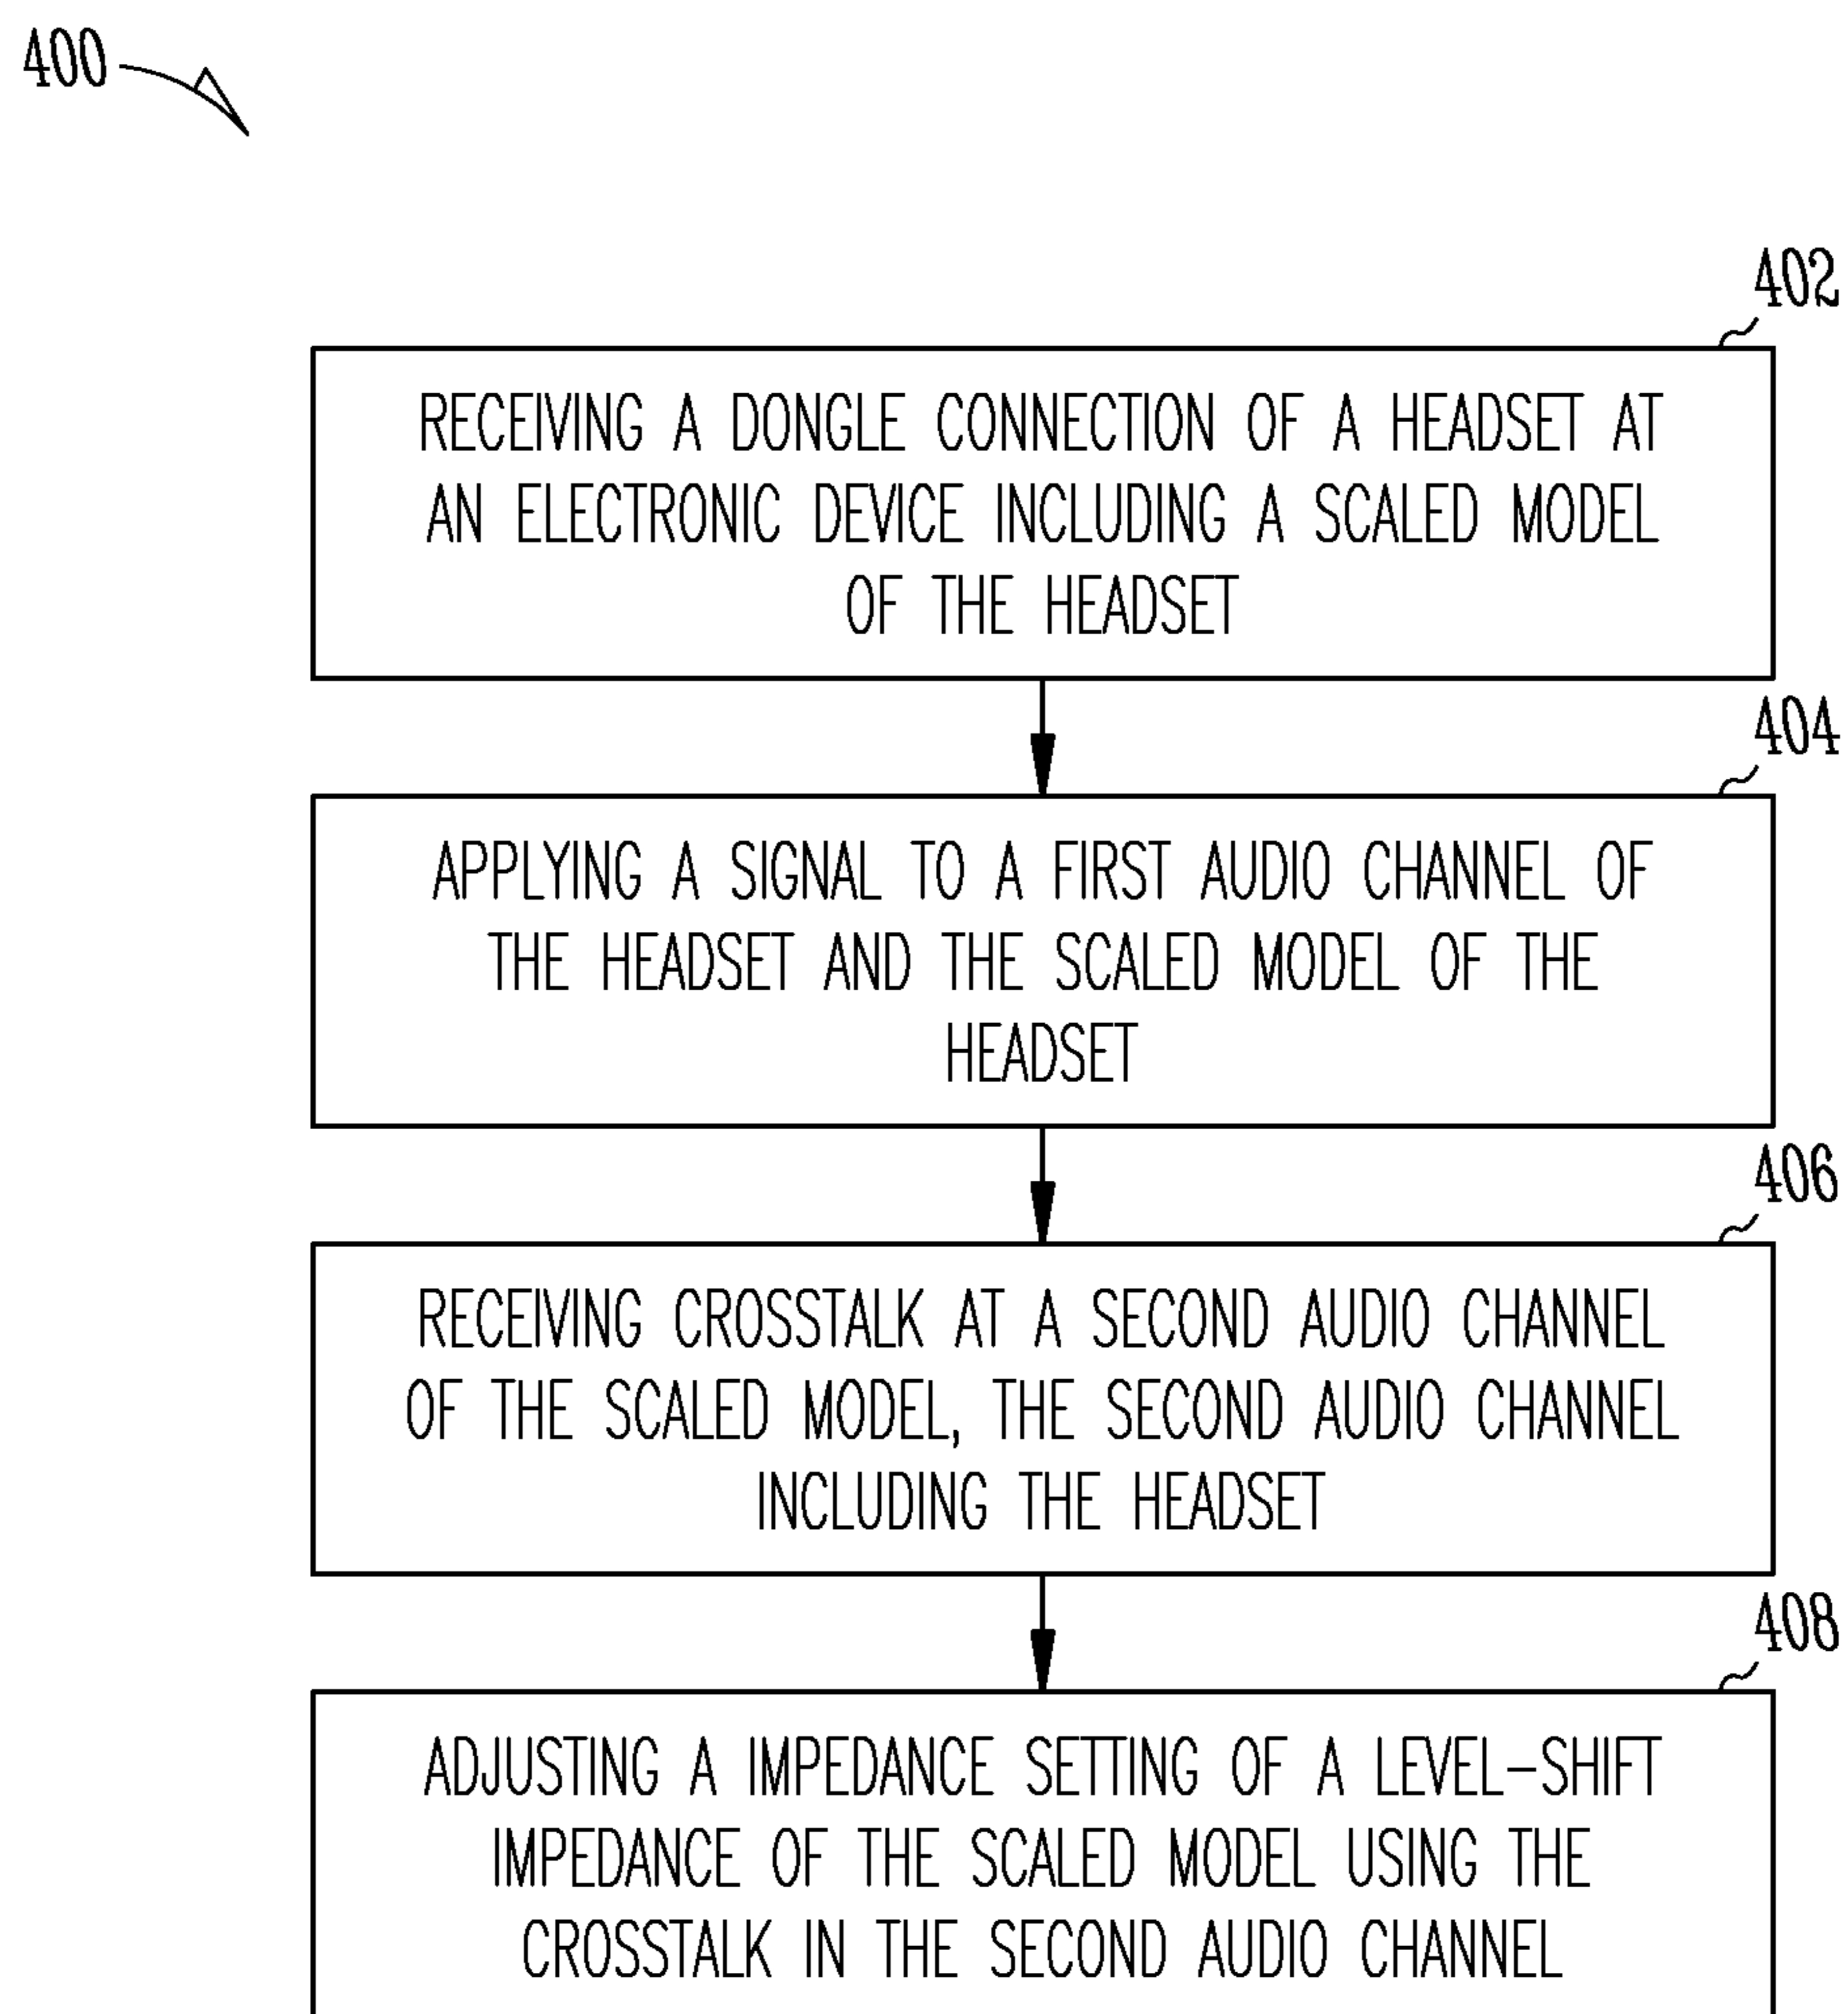 400
402
RECEIVING A DONGLE CONNECTION OF A HEADSET AT
AN ELECTRONIC DEVICE INCLUDING A SCALED MODEL
OF THE HEADSET
404
APPLYING A SIGNAL TO A FIRST AUDIO CHANNEL OF
THE HEADSET AND THE SCALED MODEL OF THE
HEADSET
406
RECEIVING CROSSTALK AT A SECOND AUDIO CHANNEL
OF THE SCALED MODEL, THE SECOND AUDIO CHANNEL
INCLUDING THE HEADSET
408
ADJUSTING A IMPEDANCE SETTING OF A LEVEL-SHIFT
IMPEDANCE OF THE SCALED MODEL USING THE
CROSSTALK IN THE SECOND AUDIO CHANNEL